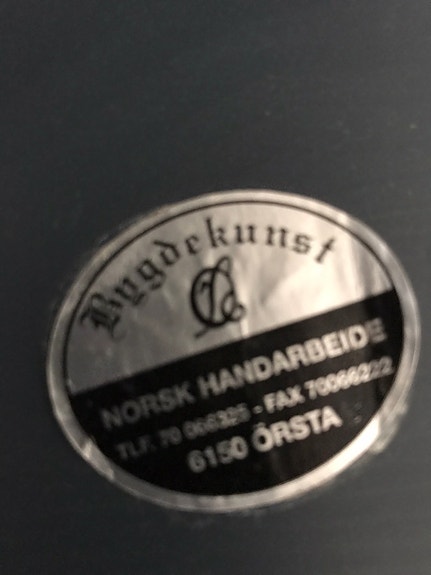 Bygdekunst
NORSK HANDARBEIDE
TLF. 70 066325 - FAX 70066222
6150 ÖRSTA